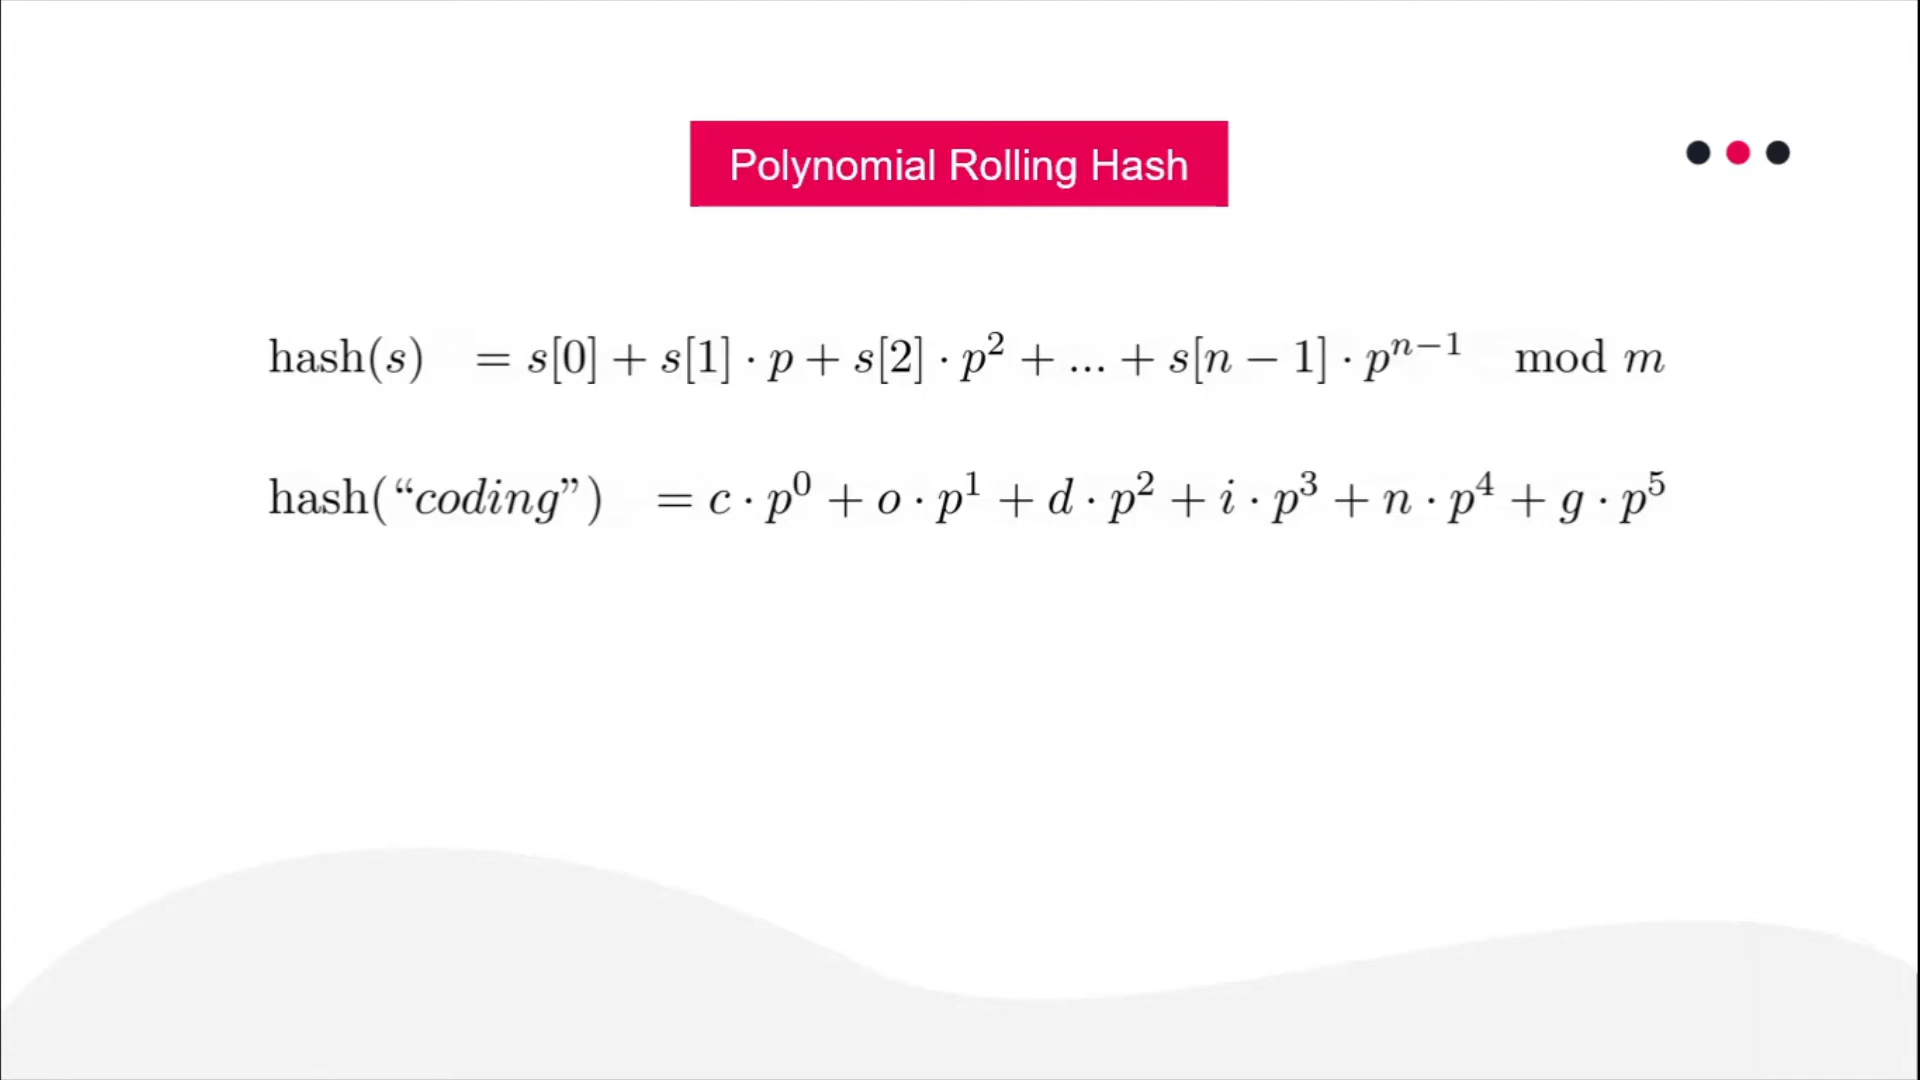 Polynomial Rolling Hash
hash(s) = s[0] + s[1] · p + s[2] · p² + ... + s[n − 1] · pⁿ⁻¹ mod m
hash(“coding”) = c · p⁰ + o · p¹ + d · p² + i · p³ + n · p⁴ + g · p⁵